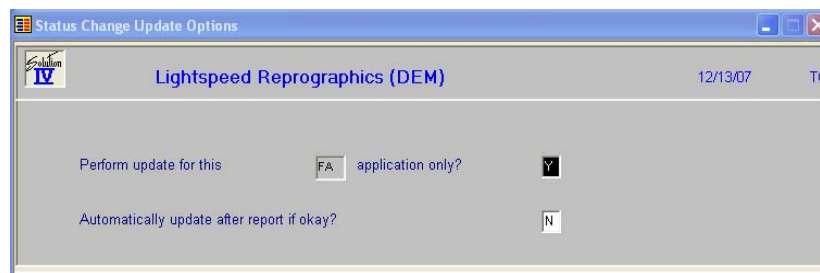 Status Change Update Options
Solution IV
Lightspeed Reprographics (DEM) 12/13/07
Perform update for this FA application only? Y
Automatically update after report if okay? N